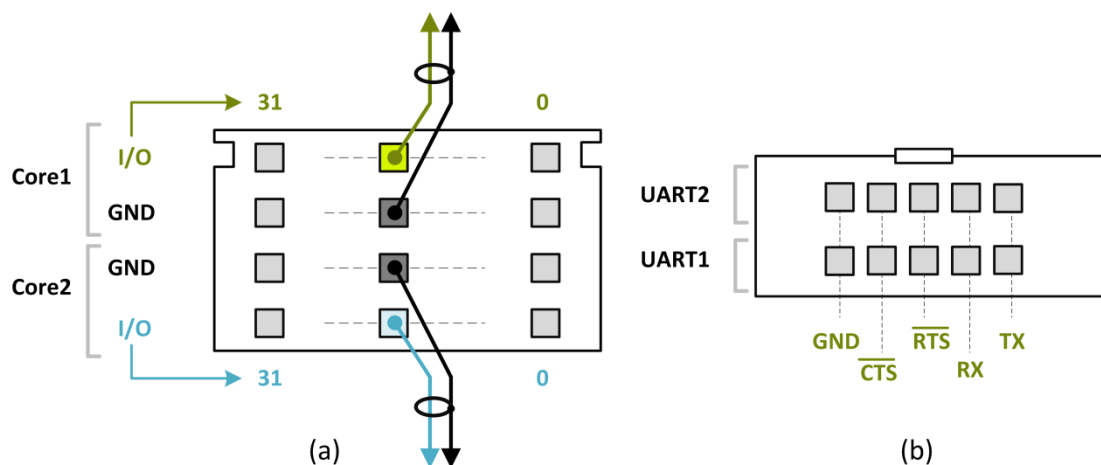 31 0
I/O
Core1
GND
GND
Core2
I/O
31 0
(a)
UART2
UART1
GND
CTS
RTS
RX
TX
(b)